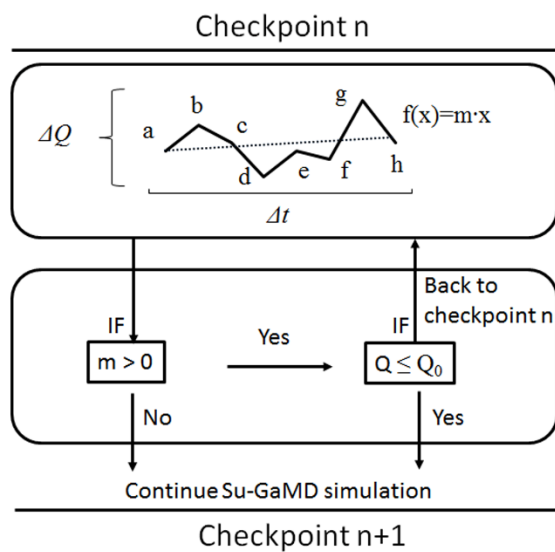 Checkpoint n
g
f(x)=m·x
b
ΔQ
a
c
d
e
f
h
Δt
Back to
checkpoint n
IF
IF
Yes
m > 0
Q ≤ Q₀
No
Yes
Continue Su-GaMD simulation
Checkpoint n+1